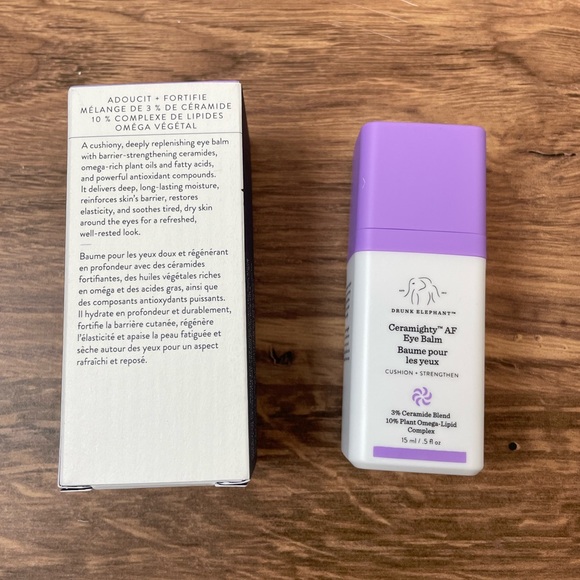 ADOUCIT + FORTIFIE
MÉLANGE DE 3 % DE CÉRAMIDE
10 % COMPLEXE DE LIPIDES
OMÉGA VÉGÉTAL
A cushiony, deeply replenishing eye balm
with barrier-strengthening ceramides,
omega-rich plant oils and fatty acids,
and powerful antioxidant compounds.
It delivers deep, long-lasting moisture,
reinforces skin's barrier, restores
elasticity, and soothes tired, dry skin
around the eyes for a refreshed,
well-rested look.
Baume pour les yeux doux et régénérant
en profondeur avec des céramides
fortifiantes, des huiles végétales riches
en oméga et des acides gras, ainsi que
des composants antioxydants puissants.
Il hydrate en profondeur et durablement,
fortifie la barrière cutanée, régénère
l'élasticité et apaise la peau fatiguée et
sèche autour des yeux pour un aspect
rafraîchi et reposé.
DRUNK ELEPHANT™
Ceramighty™ AF
Eye Balm
Baume pour
les yeux
CUSHION + STRENGTHEN
3% Ceramide Blend
10% Plant Omega-Lipid
Complex
15 ml / .5 fl oz